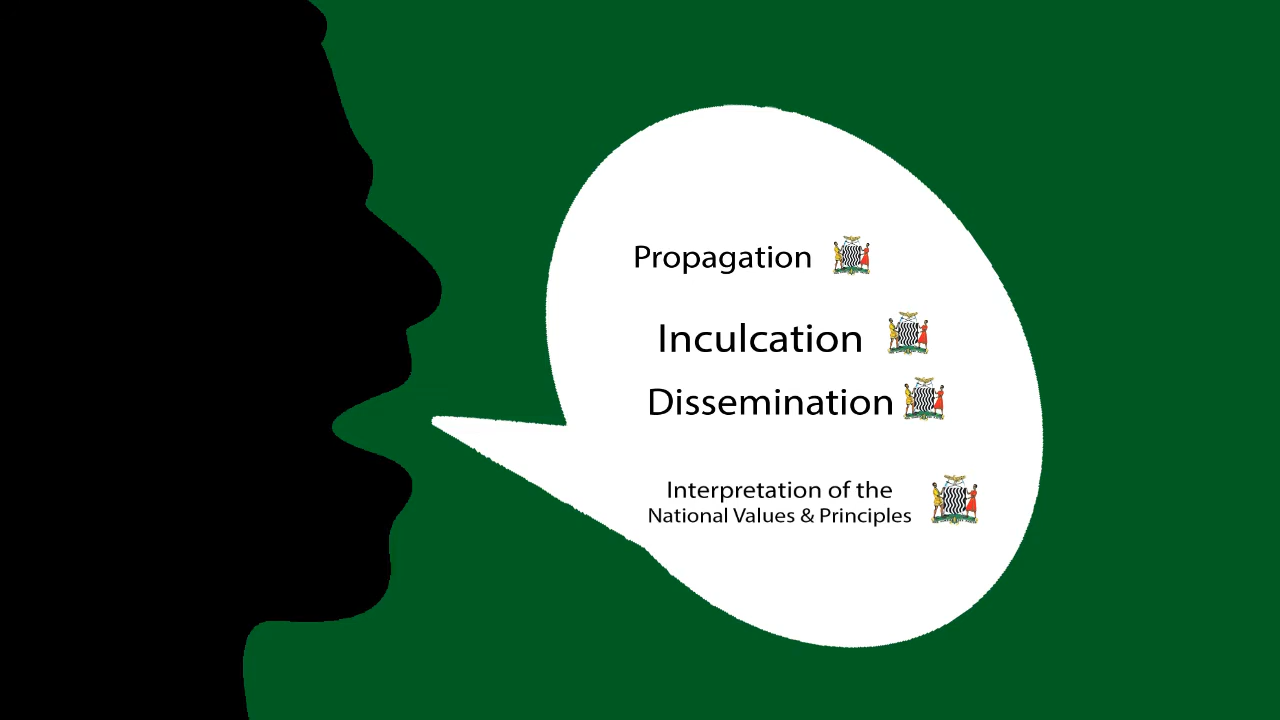 Propagation
Inculcation
Dissemination
Interpretation of the
National Values & Principles